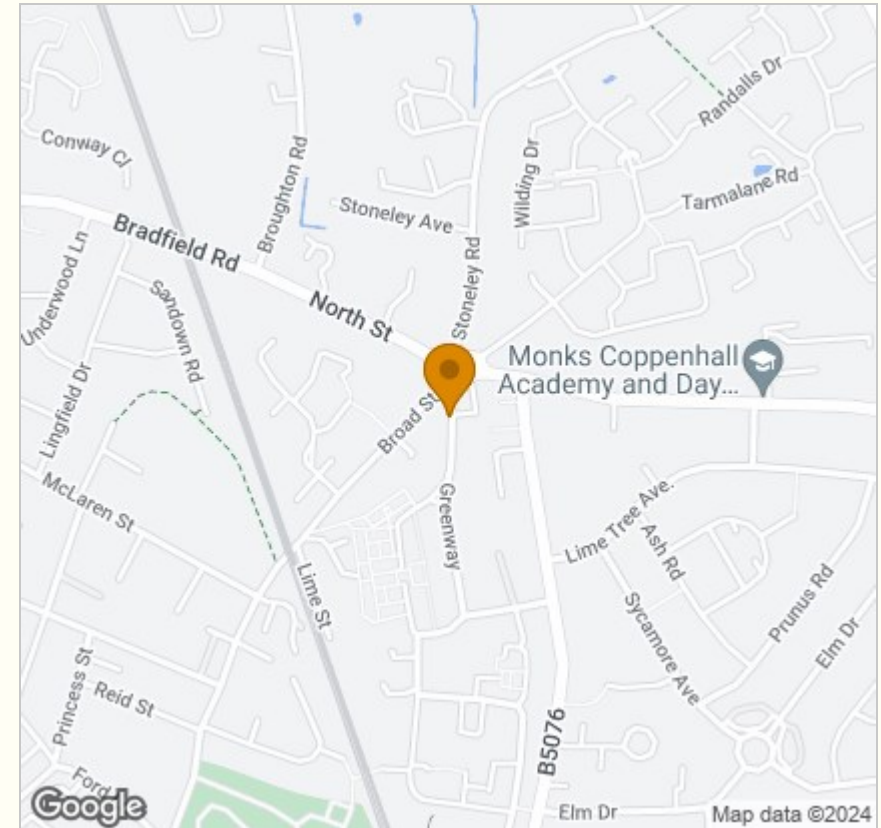 Conway Cl
Broughton Rd
Randalls Dr
Wilding Dr
Tarmalane Rd
Stoneley Ave
Bradfield Rd
Underwood Ln
Sandown Rd
Stoneley Rd
North St
Monks Coppenhall
Academy and Day...
Lingfield Dr
Broad St
McLaren St
Greenway
Lime Tree Ave.
Ash Rd
Lime St
Prunus Rd
Sycamore Ave
Elm Dr
Princess St
Reid St
B5076
Ford
Google
Elm Dr
Map data ©2024